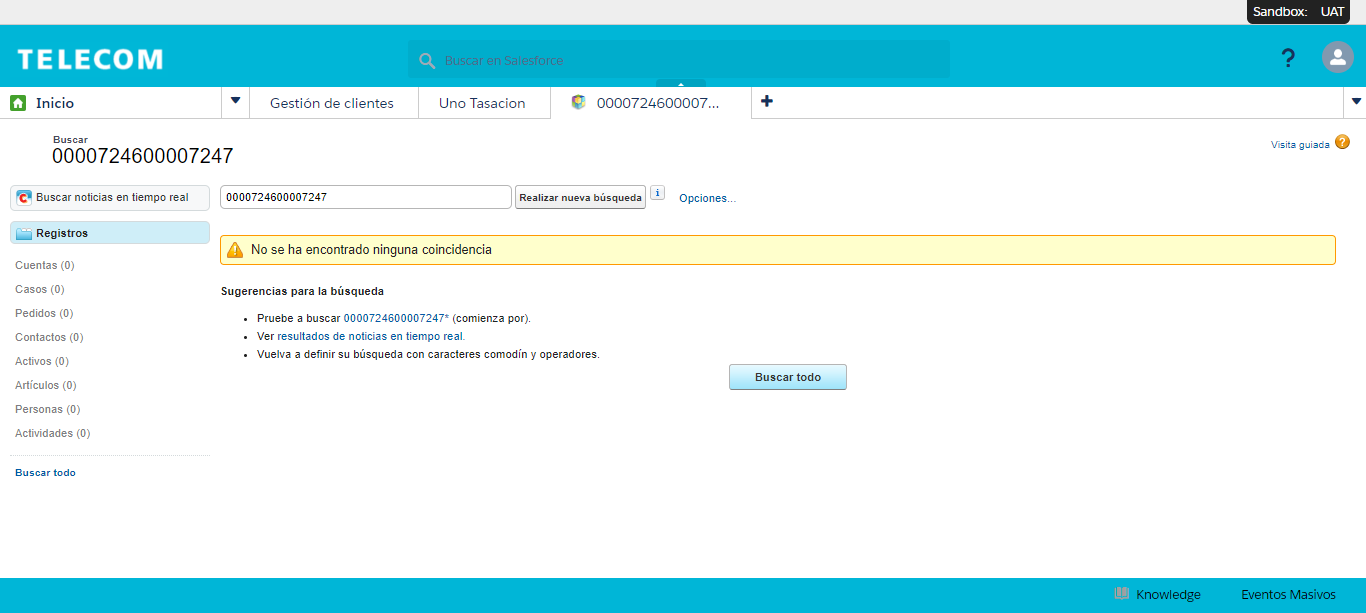 Sandbox: UAT
TELECOM
Buscar en Salesforce
?
Inicio
Gestión de clientes
Uno Tasacion
0000724600007...
Buscar
0000724600007247
Visita guiada ?
Buscar noticias en tiempo real
0000724600007247
Realizar nueva búsqueda
i
Opciones...
Registros
No se ha encontrado ninguna coincidencia
Cuentas (0)
Casos (0)
Pedidos (0)
Contactos (0)
Activos (0)
Artículos (0)
Personas (0)
Actividades (0)
Buscar todo
Sugerencias para la búsqueda
• Pruebe a buscar 0000724600007247* (comienza por).
• Ver resultados de noticias en tiempo real.
• Vuelva a definir su búsqueda con caracteres comodín y operadores.
Buscar todo
Knowledge
Eventos Masivos